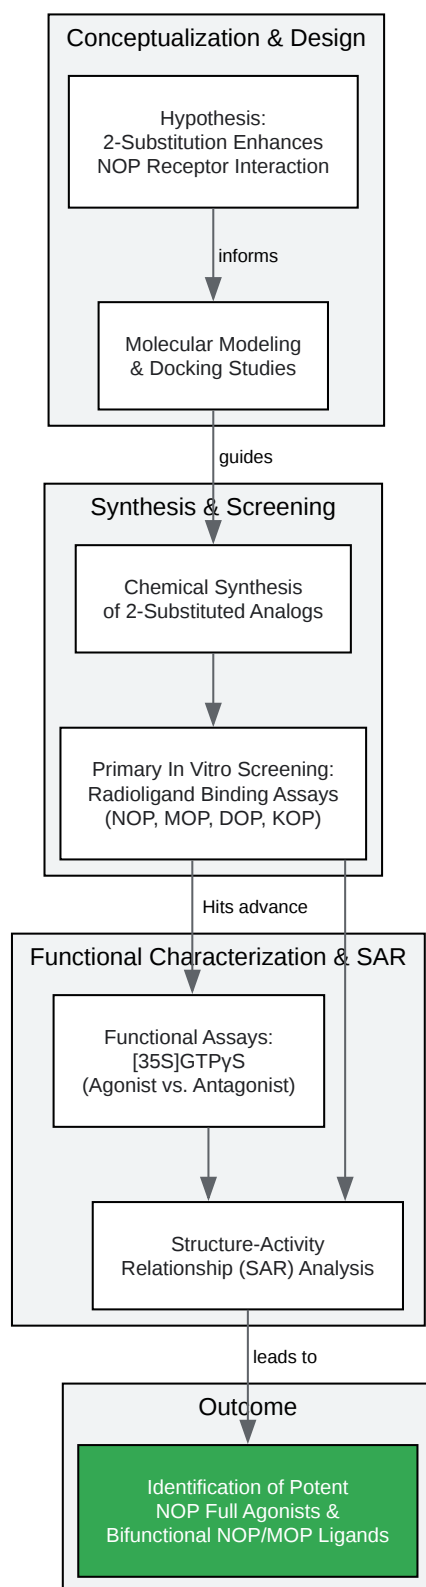 Conceptualization & Design
Hypothesis:
2-Substitution Enhances
NOP Receptor Interaction
informs
Molecular Modeling
& Docking Studies
guides
Synthesis & Screening
Chemical Synthesis
of 2-Substituted Analogs
Primary In Vitro Screening:
Radioligand Binding Assays
(NOP, MOP, DOP, KOP)
Hits advance
Functional Characterization & SAR
Functional Assays:
[35S]GTPγS
(Agonist vs. Antagonist)
Structure-Activity
Relationship (SAR) Analysis
leads to
Outcome
Identification of Potent
NOP Full Agonists &
Bifunctional NOP/MOP Ligands